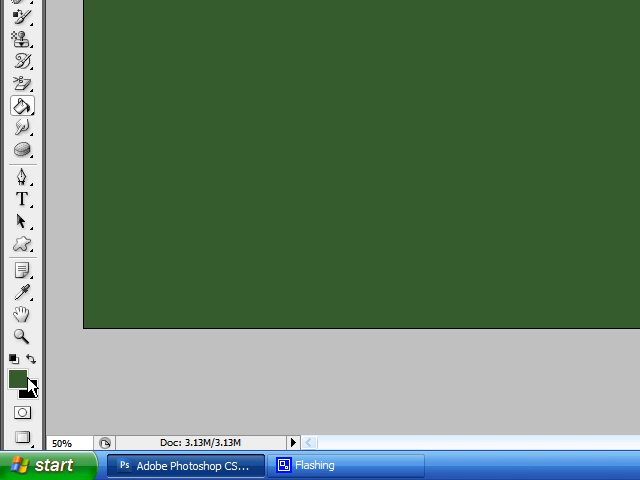 T
50%
Doc: 3.13M/3.13M
start
Ps
Adobe Photoshop CS...
Flashing